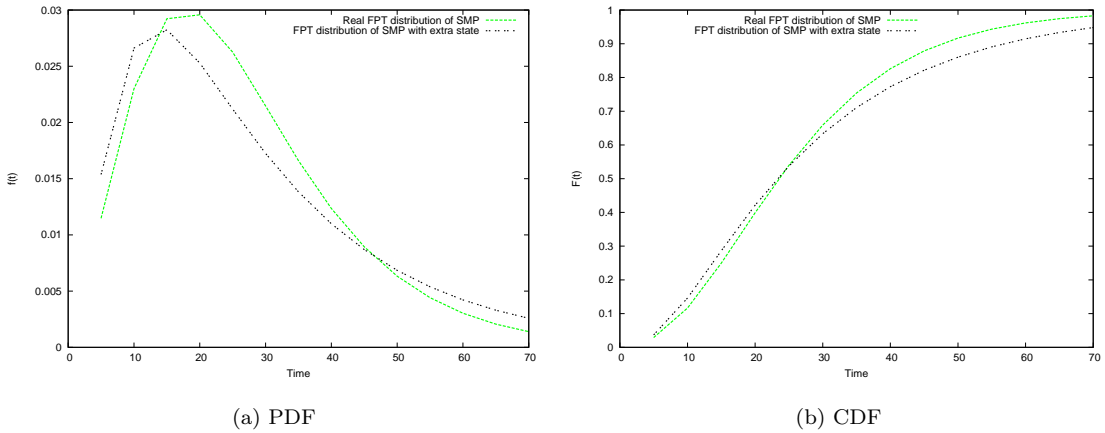 0.03
0.025
0.02
0.015
0.01
0.005
0
f(t)
0 10 20 30 40 50 60 70
Time
Real FPT distribution of SMP
FPT distribution of SMP with extra state
(a) PDF
1
0.9
0.8
0.7
0.6
0.5
0.4
0.3
0.2
0.1
0
F(t)
0 10 20 30 40 50 60 70
Time
Real FPT distribution of SMP
FPT distribution of SMP with extra state
(b) CDF